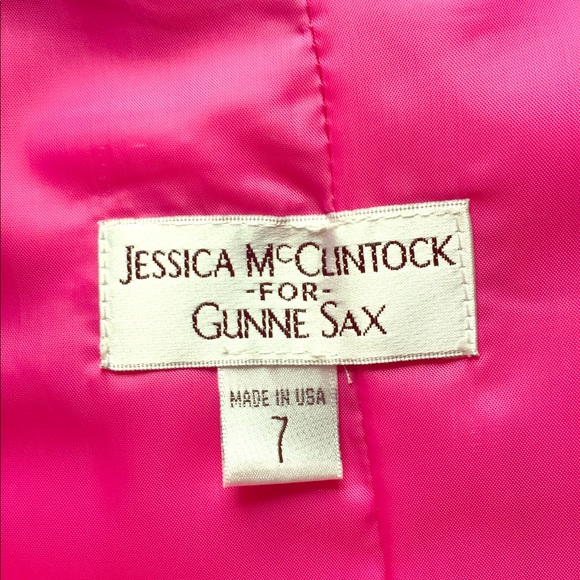 JESSICA McCLINTOCK
-FOR-
GUNNE SAX
MADE IN USA
7